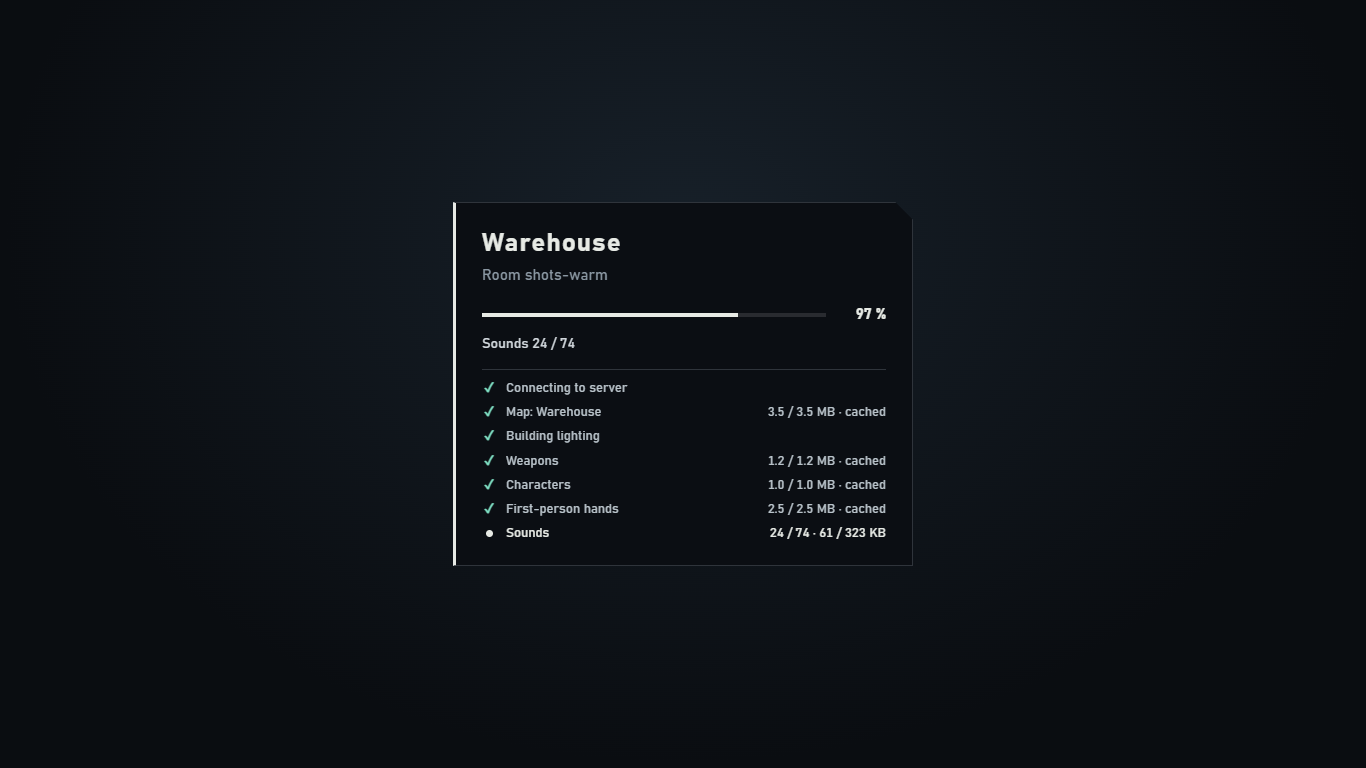 Warehouse
Room shots-warm
97 %
Sounds 24 / 74
✓ Connecting to server
✓ Map: Warehouse 3.5 / 3.5 MB · cached
✓ Building lighting
✓ Weapons 1.2 / 1.2 MB · cached
✓ Characters 1.0 / 1.0 MB · cached
✓ First-person hands 2.5 / 2.5 MB · cached
● Sounds 24 / 74 · 61 / 323 KB